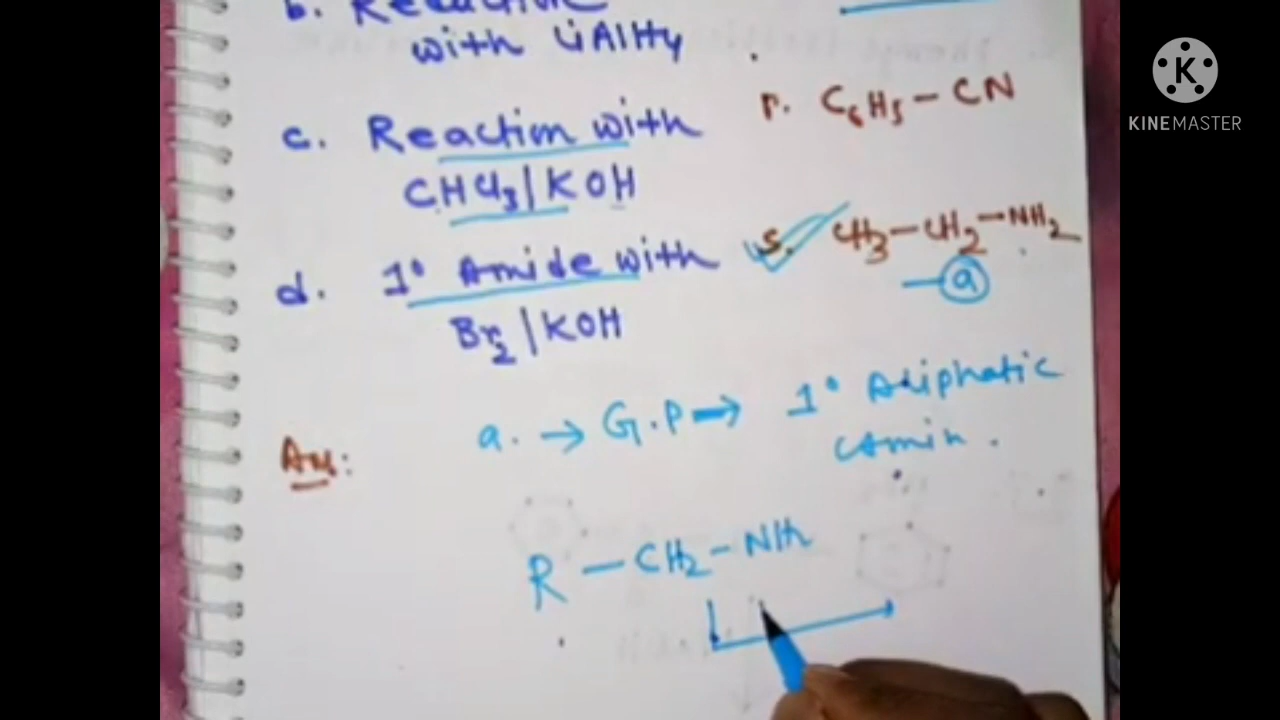 b. Reduction
with LiAlH4
c. Reaction with
CHCl3/KOH
d. 1° Amide with
Br2/KOH
r. C6H5-CN
s. CH3-CH2-NH2
a
Ans:
a. → G.P → 1° Aliphatic
Amin.
R-CH2-NH2
K
KINEMASTER